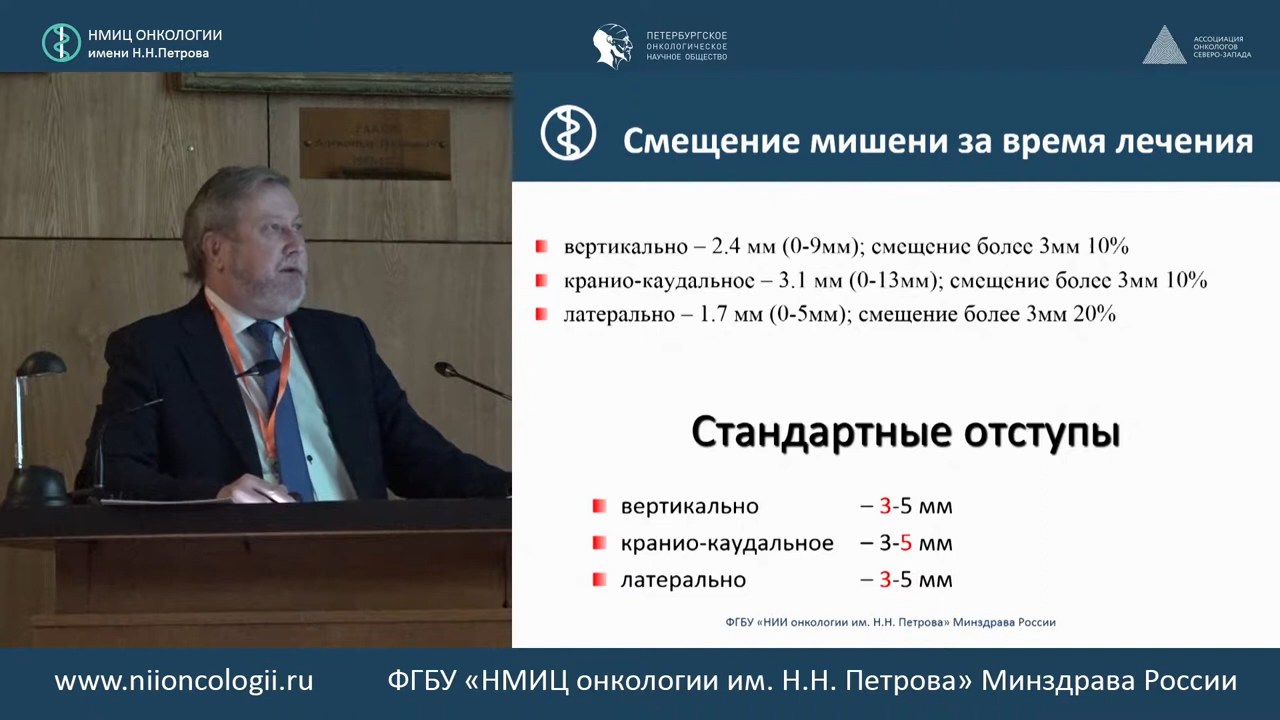 НМИЦ ОНКОЛОГИИ
имени Н.Н.Петрова
ПЕТЕРБУРГСКОЕ
ОНКОЛОГИЧЕСКОЕ
НАУЧНОЕ ОБЩЕСТВО
АССОЦИАЦИЯ
ОНКОЛОГОВ
СЕВЕРО-ЗАПАДА
Смещение мишени за время лечения
вертикально – 2.4 мм (0-9мм); смещение более 3мм 10%
кранио-каудальное – 3.1 мм (0-13мм); смещение более 3мм 10%
латерально – 1.7 мм (0-5мм); смещение более 3мм 20%
Стандартные отступы
вертикально – 3-5 мм
кранио-каудальное – 3-5 мм
латерально – 3-5 мм
ФГБУ «НИИ онкологии им. Н.Н. Петрова» Минздрава России
www.niioncologii.ru
ФГБУ «НМИЦ онкологии им. Н.Н. Петрова» Минздрава России